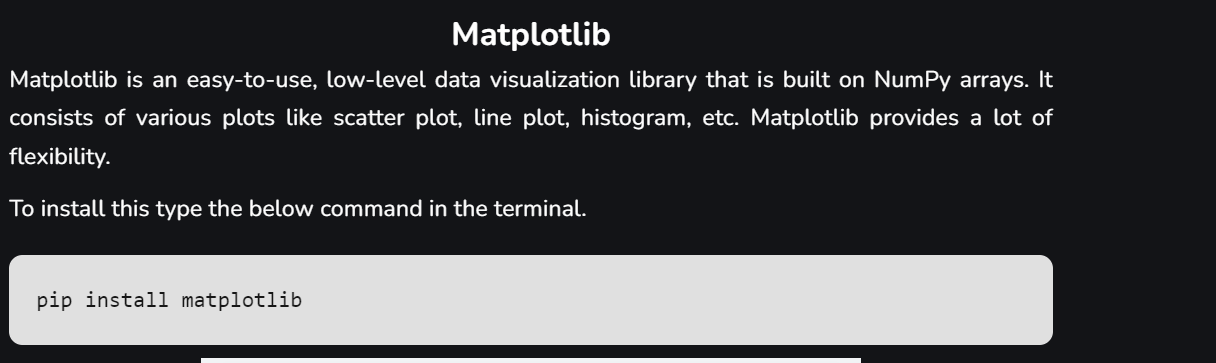 Matplotlib
Matplotlib is an easy-to-use, low-level data visualization library that is built on NumPy arrays. It
consists of various plots like scatter plot, line plot, histogram, etc. Matplotlib provides a lot of
flexibility.
To install this type the below command in the terminal.
pip install matplotlib